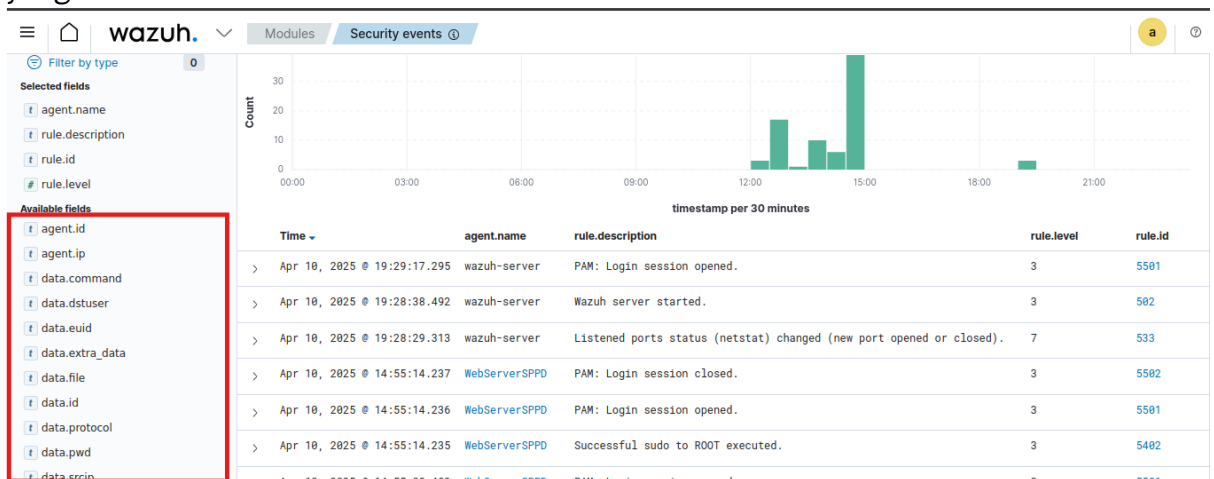 wazuh.
Modules
Security events
a
Filter by type
0
Selected fields
t agent.name
t rule.description
t rule.id
# rule.level
Available fields
t agent.id
t agent.ip
t data.command
t data.dstuser
t data.euid
t data.extra_data
t data.file
t data.id
t data.protocol
t data.pwd
t data.srcip
Count
30
20
10
0
00:00 03:00 06:00 09:00 12:00 15:00 18:00 21:00
timestamp per 30 minutes
Time agent.name rule.description rule.level rule.id
Apr 10, 2025 @ 19:29:17.295 wazuh-server PAM: Login session opened. 3 5501
Apr 10, 2025 @ 19:28:38.492 wazuh-server Wazuh server started. 3 502
Apr 10, 2025 @ 19:28:29.313 wazuh-server Listened ports status (netstat) changed (new port opened or closed). 7 533
Apr 10, 2025 @ 14:55:14.237 WebServerSPPD PAM: Login session closed. 3 5502
Apr 10, 2025 @ 14:55:14.236 WebServerSPPD PAM: Login session opened. 3 5501
Apr 10, 2025 @ 14:55:14.235 WebServerSPPD Successful sudo to ROOT executed. 3 5402